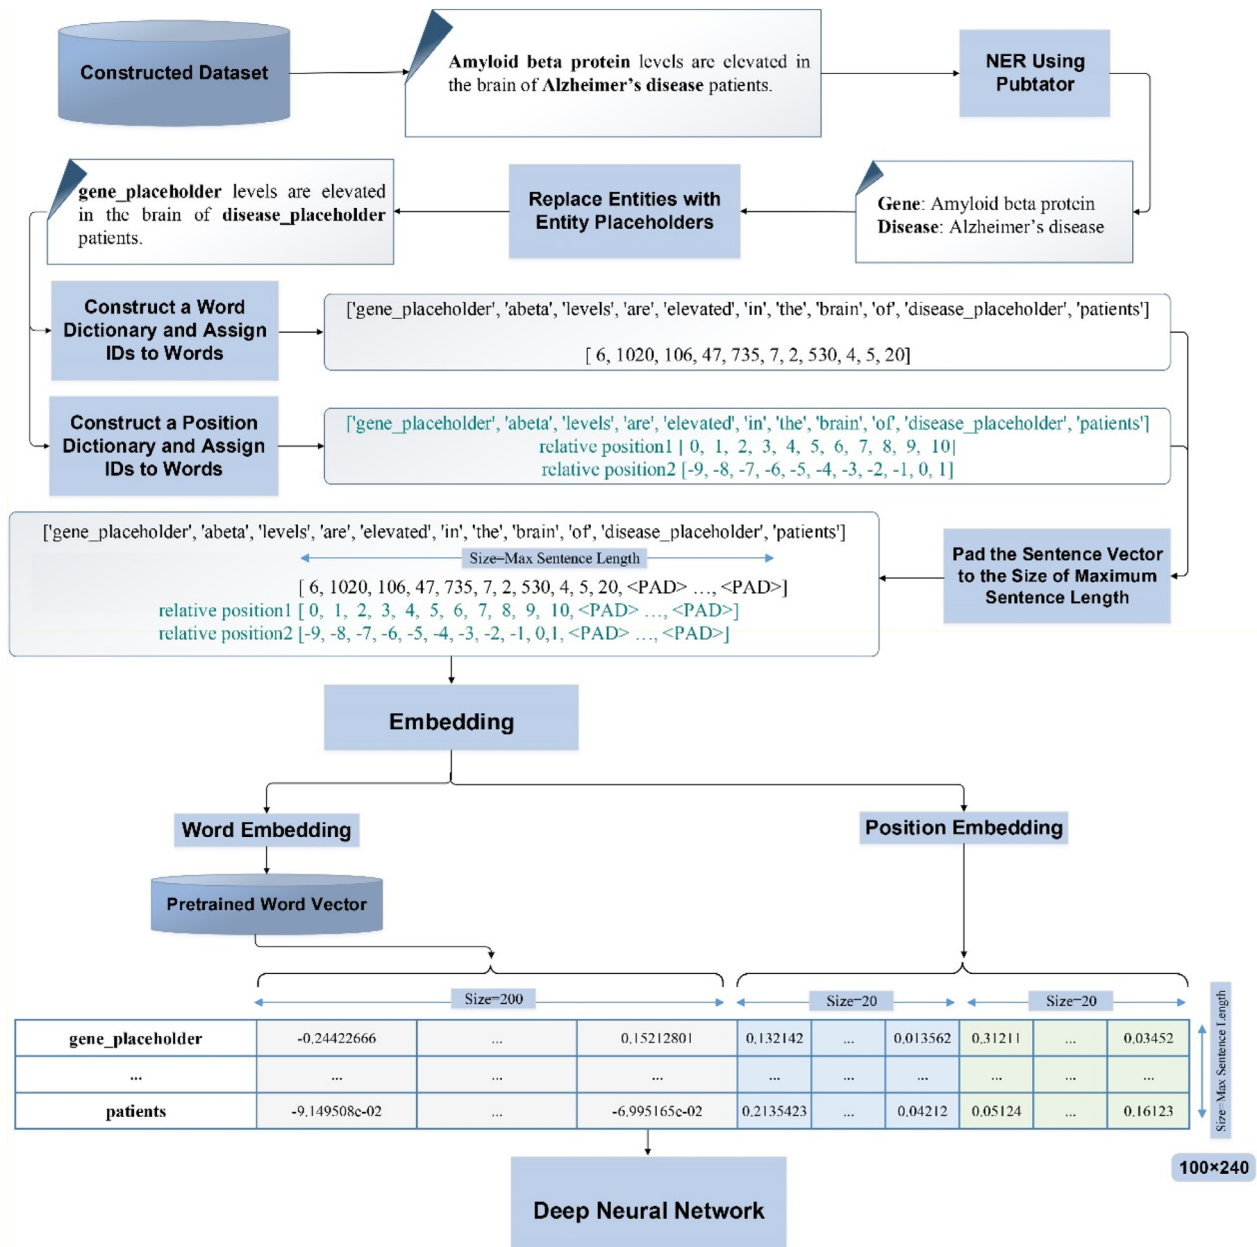 Constructed Dataset
Amyloid beta protein levels are elevated in
the brain of Alzheimer's disease patients.
NER Using
Pubtator
gene_placeholder levels are elevated
in the brain of disease_placeholder
patients.
Replace Entities with
Entity Placeholders
Gene: Amyloid beta protein
Disease: Alzheimer's disease
Construct a Word
Dictionary and Assign
IDs to Words
['gene_placeholder', 'abeta', 'levels', 'are', 'elevated', 'in', 'the', 'brain', 'of', 'disease_placeholder', 'patients']
[ 6, 1020, 106, 47, 735, 7, 2, 530, 4, 5, 20]
Construct a Position
Dictionary and Assign
IDs to Words
['gene_placeholder', 'abeta', 'levels', 'are', 'elevated', 'in', 'the', 'brain', 'of', 'disease_placeholder', 'patients']
relative position1 [ 0, 1, 2, 3, 4, 5, 6, 7, 8, 9, 10]
relative position2 [-9, -8, -7, -6, -5, -4, -3, -2, -1, 0, 1]
['gene_placeholder', 'abeta', 'levels', 'are', 'elevated', 'in', 'the', 'brain', 'of', 'disease_placeholder', 'patients']
Size=Max Sentence Length
[ 6, 1020, 106, 47, 735, 7, 2, 530, 4, 5, 20, <PAD> ..., <PAD>]
relative position1 [ 0, 1, 2, 3, 4, 5, 6, 7, 8, 9, 10, <PAD> ..., <PAD>]
relative position2 [-9, -8, -7, -6, -5, -4, -3, -2, -1, 0,1, <PAD> ..., <PAD>]
Pad the Sentence Vector
to the Size of Maximum
Sentence Length
Embedding
Word Embedding
Position Embedding
Pretrained Word Vector
Size=200
Size=20
Size=20
gene_placeholder -0.24422666 ... 0.15212801 0.132142 ... 0.013562 0.31211 ... 0.03452
... ... ... ... ... ... ... ... ... ...
patients -9.149508e-02 ... -6.995165e-02 0.2135423 ... 0.04212 0.05124 ... 0.16123
Size=Max Sentence Length
100×240
Deep Neural Network